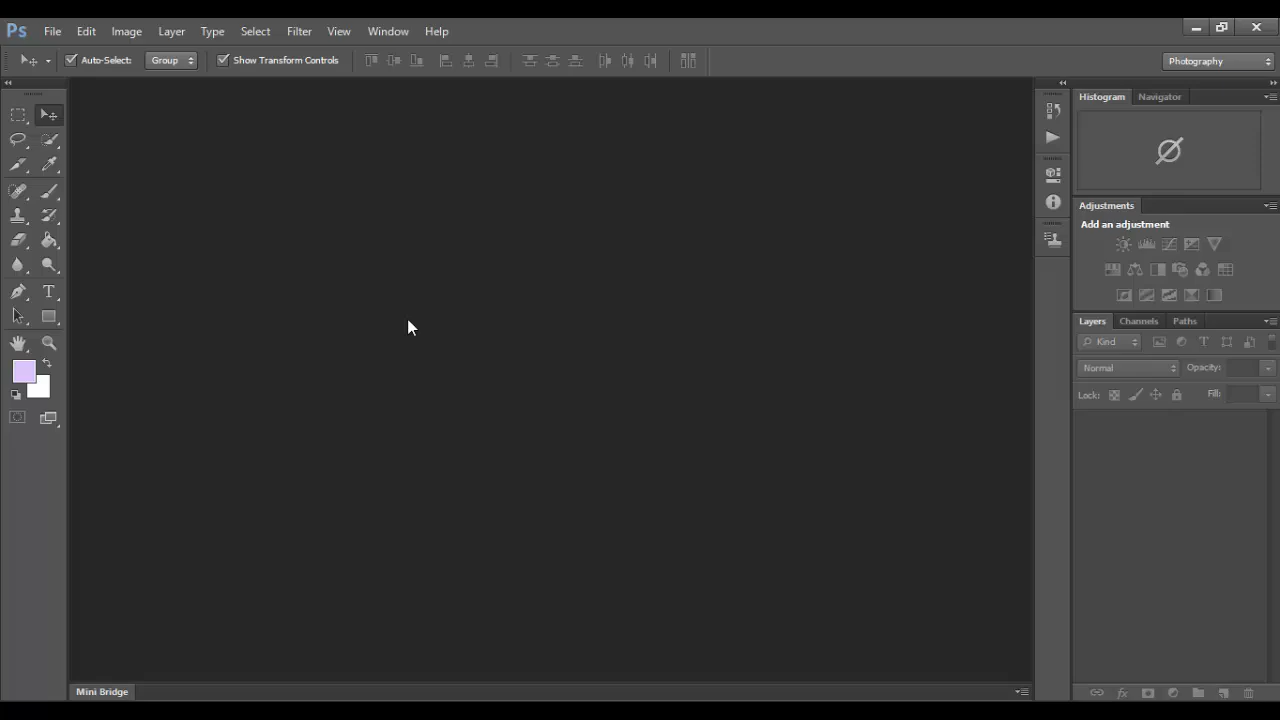 Ps File Edit Image Layer Type Select Filter View Window Help
Auto-Select: Group Show Transform Controls Photography
Histogram Navigator
Adjustments
Add an adjustment
T
Layers Channels Paths
Kind T
Normal Opacity:
Lock: Fill:
fx
Mini Bridge